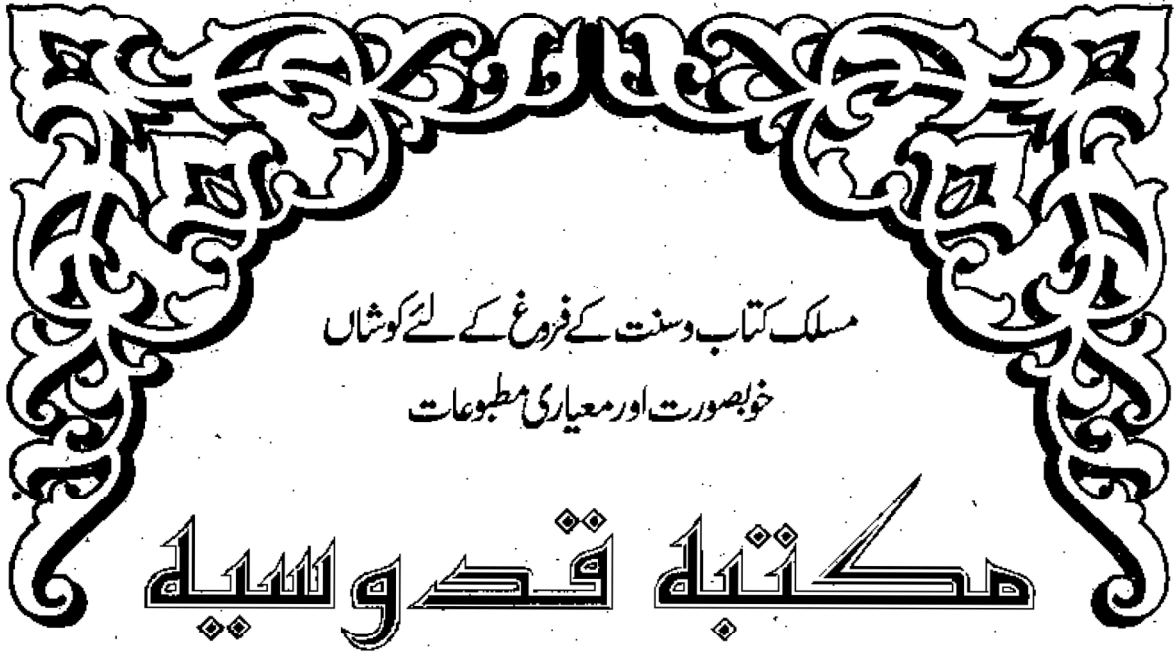 مسلک کتاب وسنت کے فروغ کے لئے کوشاں
خوبصورت اور معیاری مطبوعات
مکتبہ قدوسیہ